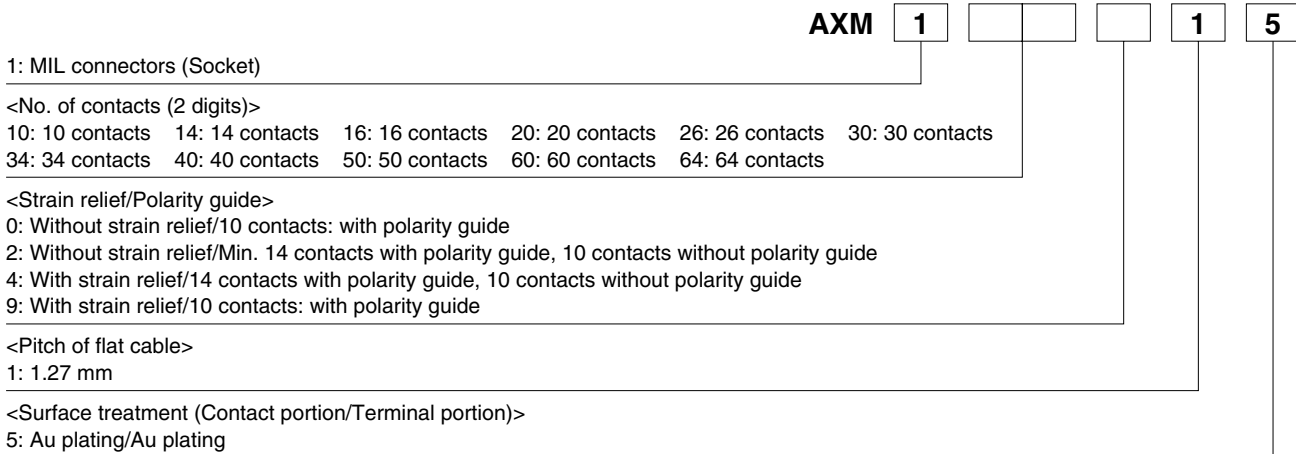 AXM 1 1 5
1: MIL connectors (Socket)
<No. of contacts (2 digits)>
10: 10 contacts 14: 14 contacts 16: 16 contacts 20: 20 contacts 26: 26 contacts 30: 30 contacts
34: 34 contacts 40: 40 contacts 50: 50 contacts 60: 60 contacts 64: 64 contacts
<Strain relief/Polarity guide>
0: Without strain relief/10 contacts: with polarity guide
2: Without strain relief/Min. 14 contacts with polarity guide, 10 contacts without polarity guide
4: With strain relief/14 contacts with polarity guide, 10 contacts without polarity guide
9: With strain relief/10 contacts: with polarity guide
<Pitch of flat cable>
1: 1.27 mm
<Surface treatment (Contact portion/Terminal portion)>
5: Au plating/Au plating